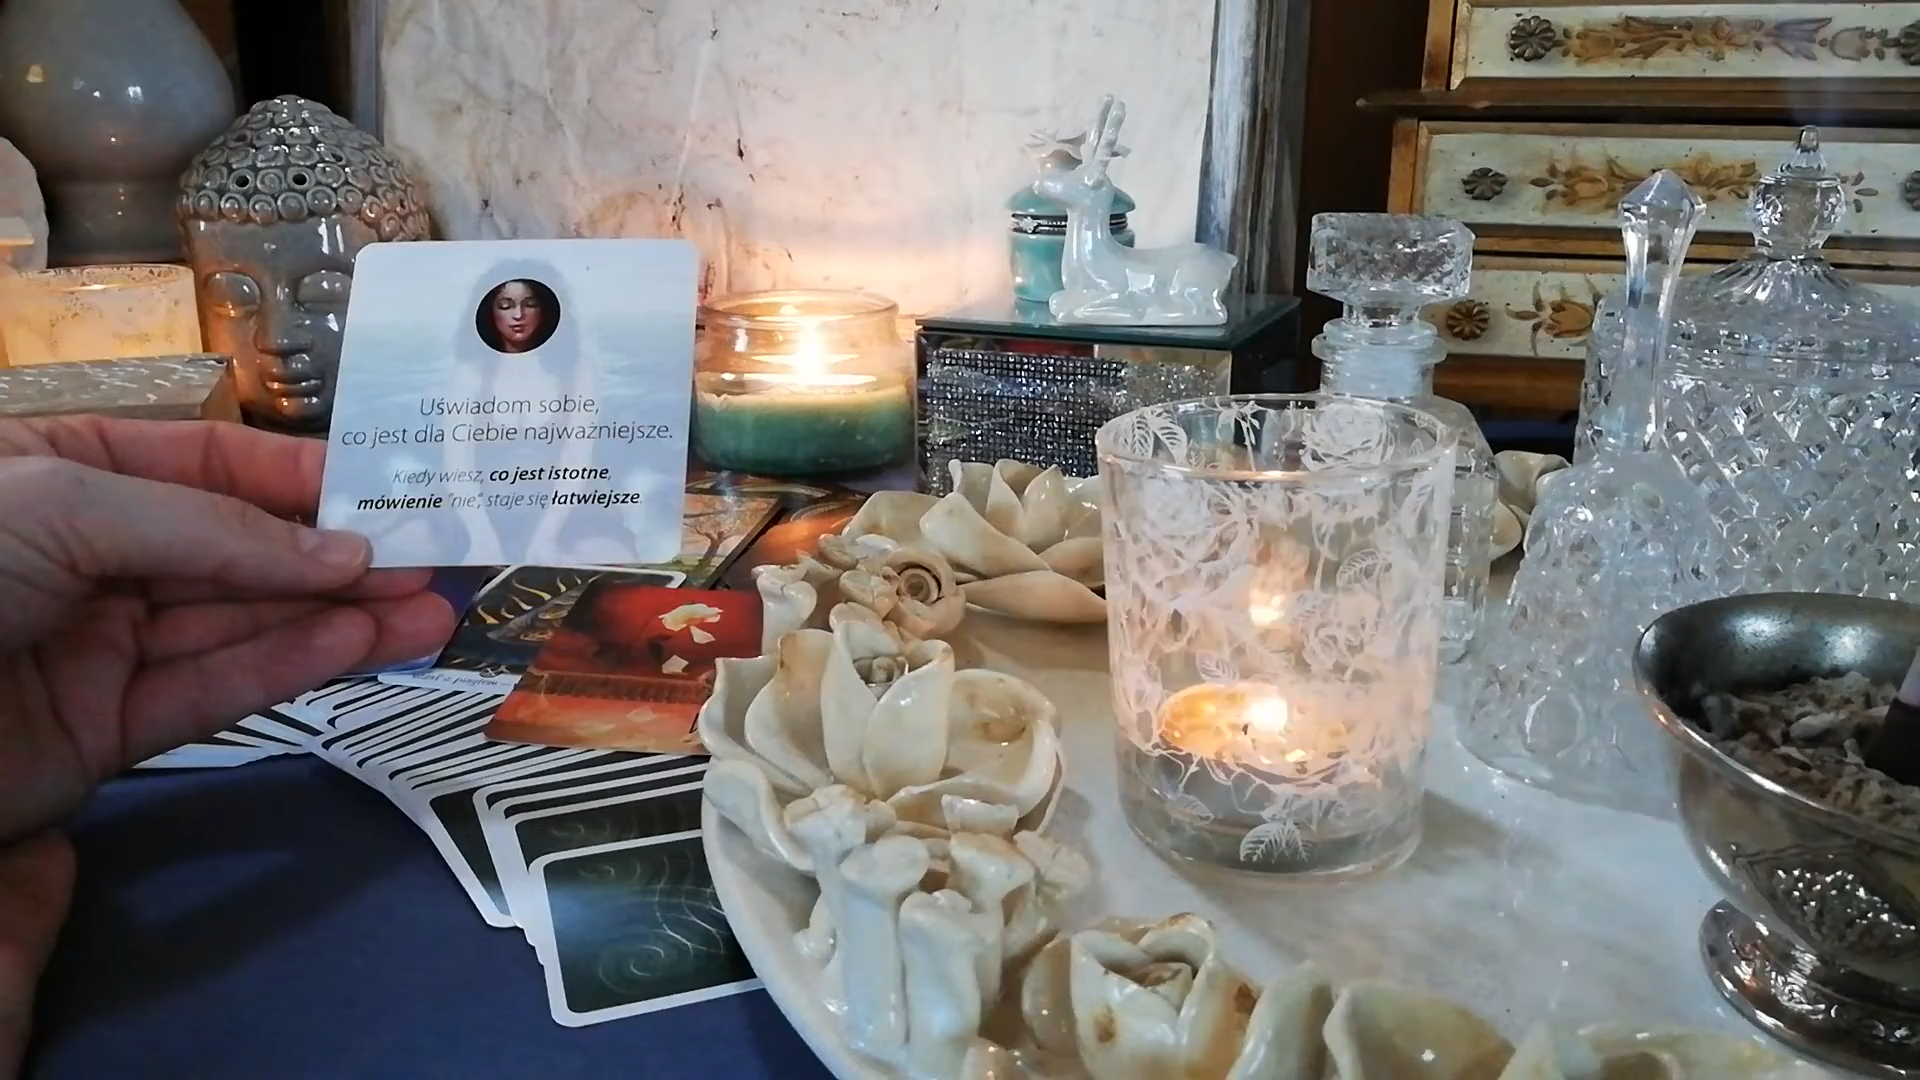 Uświadom sobie,
co jest dla Ciebie najważniejsze.
Kiedy wiesz, co jest istotne,
mówienie "nie", staje się łatwiejsze.